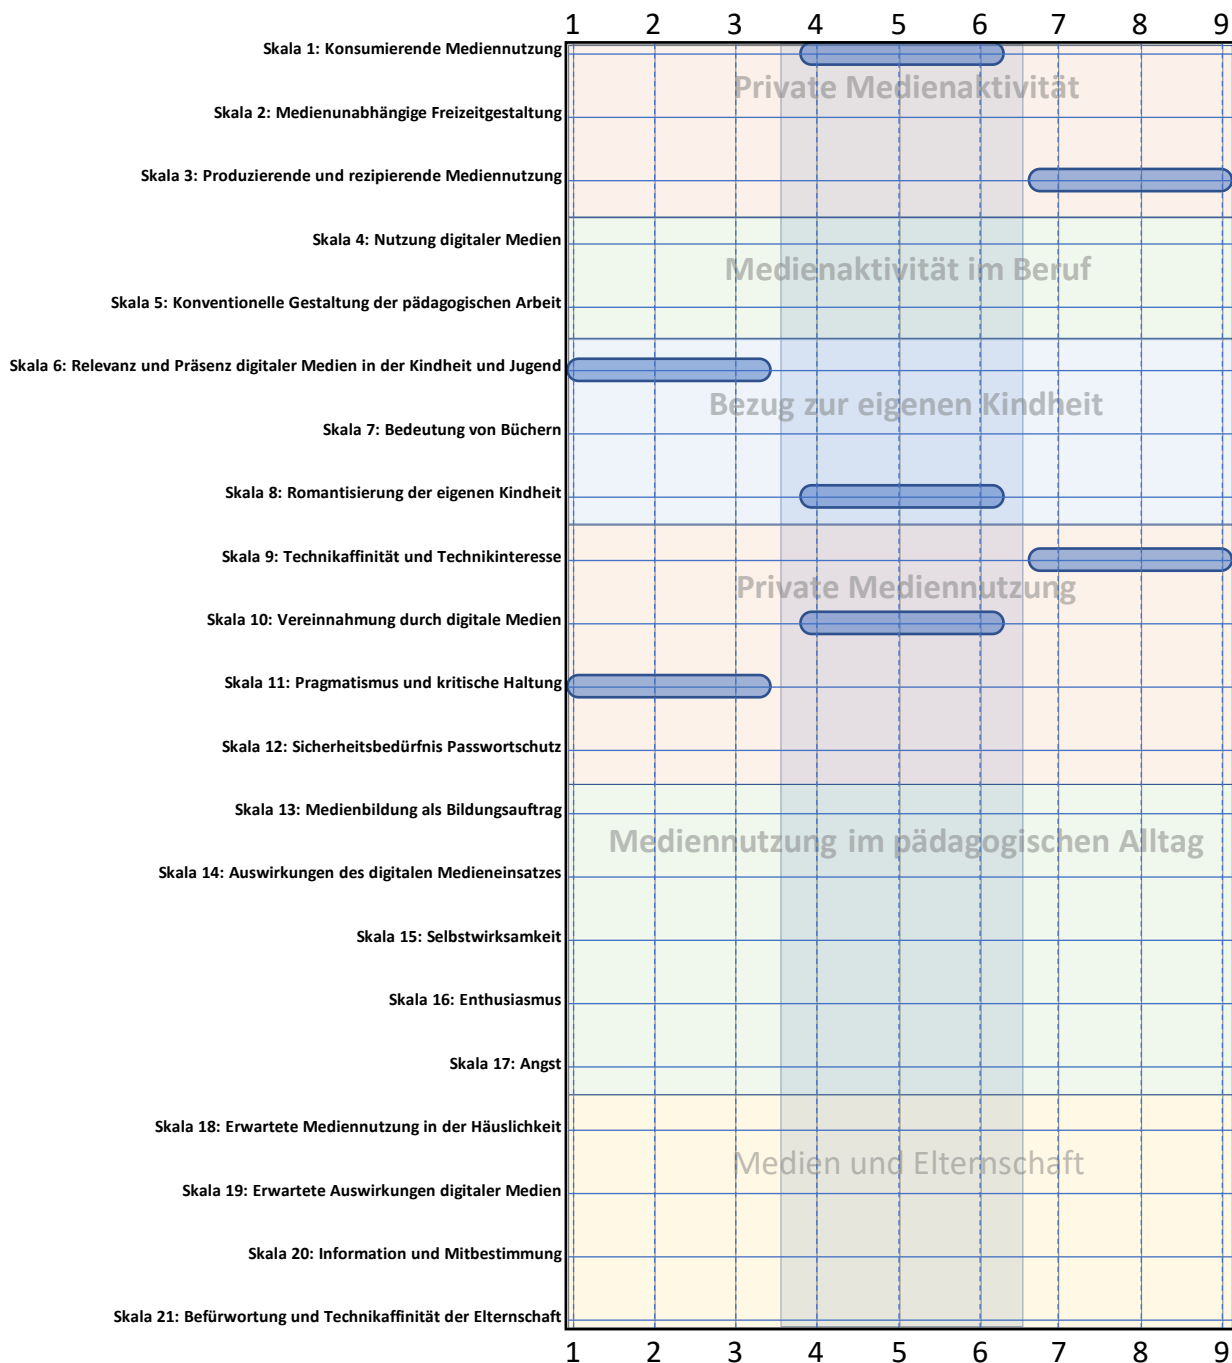 1 2 3 4 5 6 7 8 9
Skala 1: Konsumierende Mediennutzung
Private Medienaktivität
Skala 2: Medienunabhängige Freizeitgestaltung
Skala 3: Produzierende und rezipierende Mediennutzung
Skala 4: Nutzung digitaler Medien
Medienaktivität im Beruf
Skala 5: Konventionelle Gestaltung der pädagogischen Arbeit
Skala 6: Relevanz und Präsenz digitaler Medien in der Kindheit und Jugend
Bezug zur eigenen Kindheit
Skala 7: Bedeutung von Büchern
Skala 8: Romantisierung der eigenen Kindheit
Skala 9: Technikaffinität und Technikinteresse
Private Mediennutzung
Skala 10: Vereinnahmung durch digitale Medien
Skala 11: Pragmatismus und kritische Haltung
Skala 12: Sicherheitsbedürfnis Passwortschutz
Skala 13: Medienbildung als Bildungsauftrag
Mediennutzung im pädagogischen Alltag
Skala 14: Auswirkungen des digitalen Medieneinsatzes
Skala 15: Selbstwirksamkeit
Skala 16: Enthusiasmus
Skala 17: Angst
Skala 18: Erwartete Mediennutzung in der Häuslichkeit
Medien und Elternschaft
Skala 19: Erwartete Auswirkungen digitaler Medien
Skala 20: Information und Mitbestimmung
Skala 21: Befürwortung und Technikaffinität der Elternschaft
1 2 3 4 5 6 7 8 9